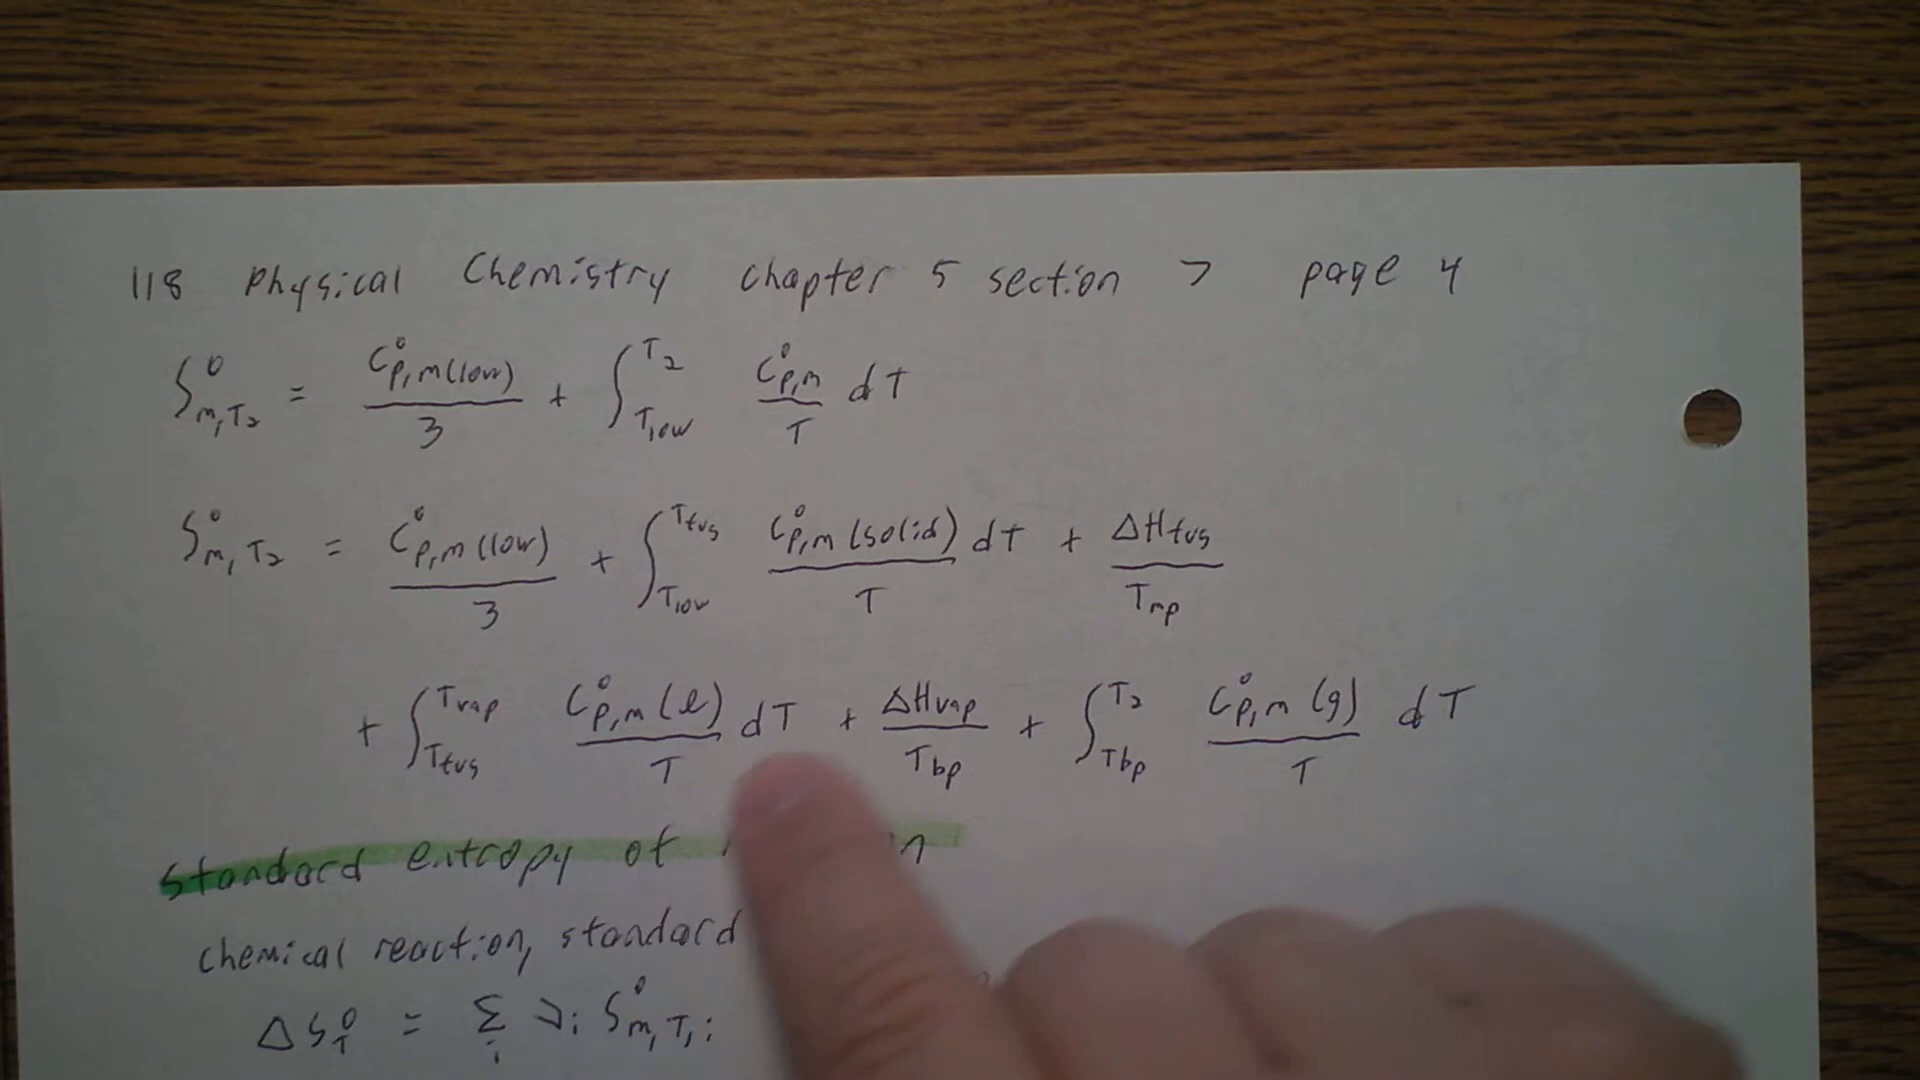 118 Physical Chemistry chapter 5 section 7 page 4
S°m,T2 = C°p,m(low)/3 + ∫Tlow^T2 C°p,m/T dT
S°m,T2 = C°p,m(low)/3 + ∫Tlow^Tfus C°p,m(solid)/T dT + ΔHfus/Tmp
+ ∫Tfus^Tvap C°p,m(l)/T dT + ΔHvap/Tbp + ∫Tbp^T2 C°p,m(g)/T dT
Standard entropy of
chemical reaction, standard
ΔS°T = Σi νi S°m,T,i